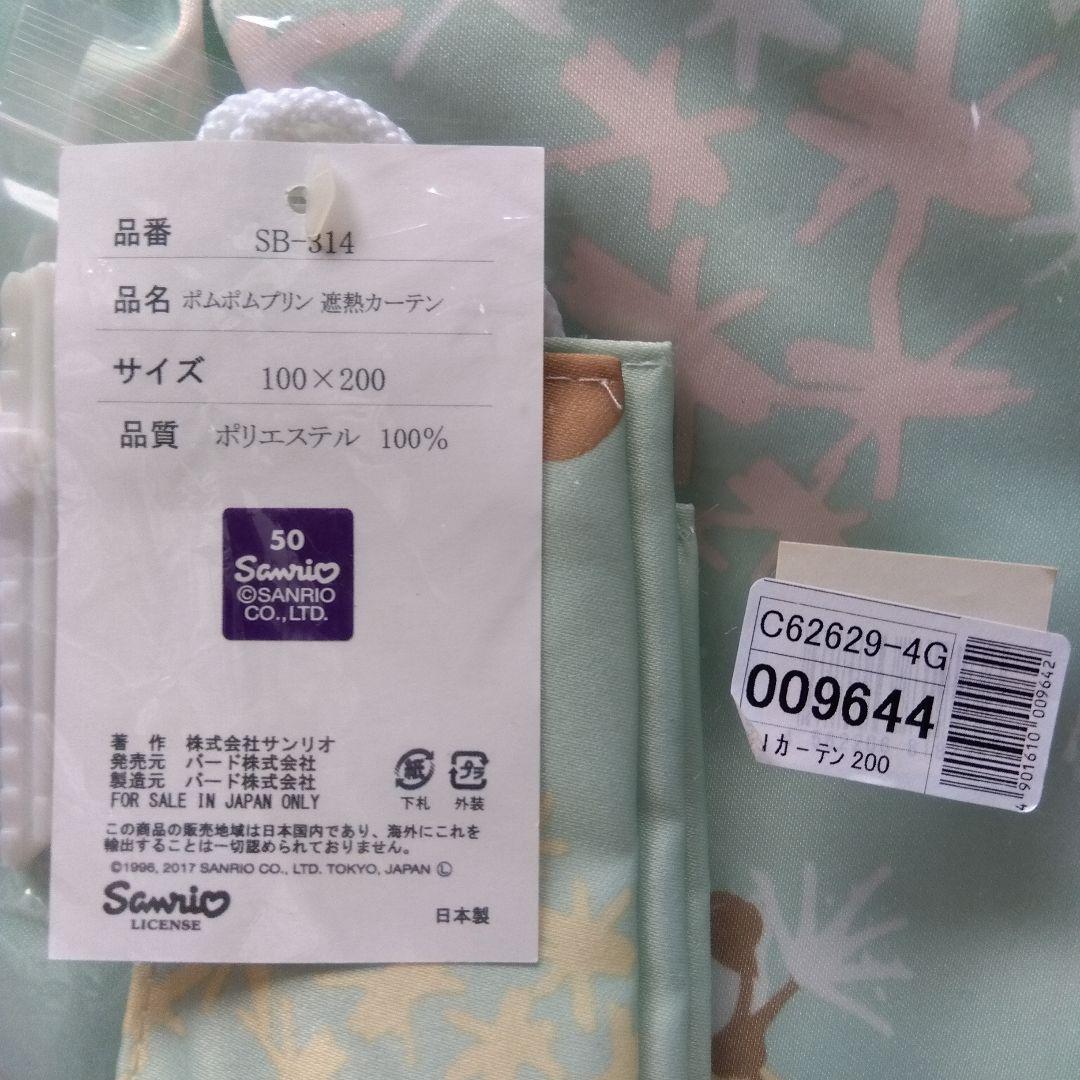 品番 SB-314
品名 ポムポムプリン 遮熱カーテン
サイズ 100×200
品質 ポリエステル 100%
50
Sanrio
©SANRIO
CO.,LTD.
著 作 株式会社サンリオ
発売元 バード株式会社
製造元 バード株式会社
FOR SALE IN JAPAN ONLY
紙
下札
プラ
外装
この商品の販売地域は日本国内であり、海外にこれを
輸出することは一切認められておりません。
©1996, 2017 SANRIO CO., LTD. TOKYO, JAPAN Ⓛ
Sanrio
LICENSE
日本製
C62629-4G
009644
Iカーテン200
4901610009642